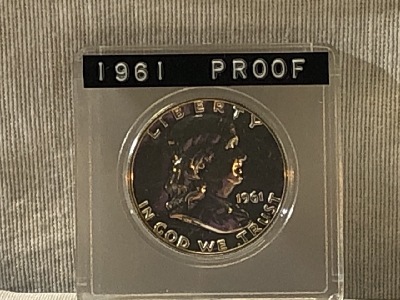 1961 PROOF
LIBERTY
1961
IN GOD WE TRUST